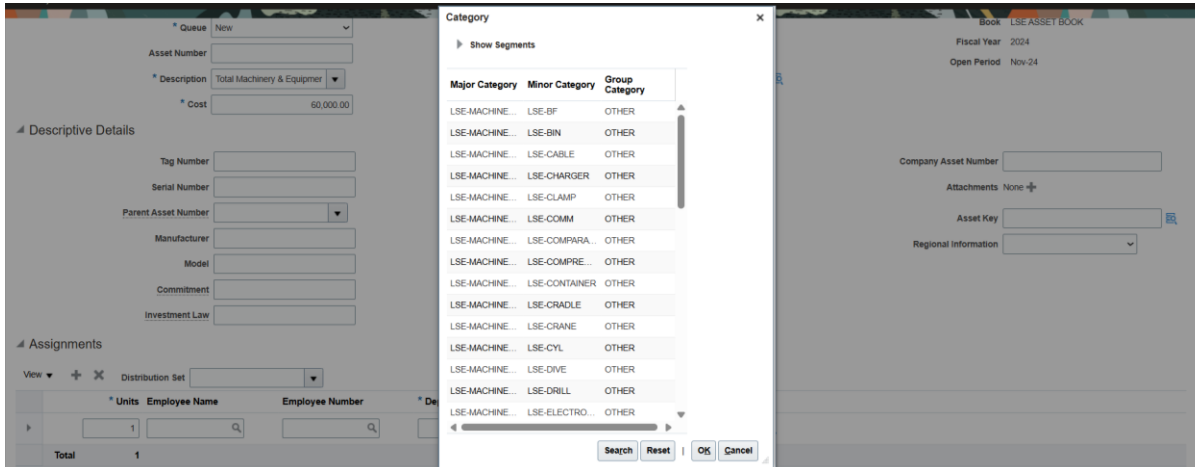 * Queue New
Asset Number
* Description Total Machinery & Equipmer
* Cost 60,000.00
Descriptive Details
Tag Number
Serial Number
Parent Asset Number
Manufacturer
Model
Commitment
Investment Law
Assignments
View Distribution Set
* Units Employee Name Employee Number * De
1
Total 1
Category
Show Segments
Major Category Minor Category Group Category
LSE-MACHINE... LSE-BF OTHER
LSE-MACHINE... LSE-BIN OTHER
LSE-MACHINE... LSE-CABLE OTHER
LSE-MACHINE... LSE-CHARGER OTHER
LSE-MACHINE... LSE-CLAMP OTHER
LSE-MACHINE... LSE-COMM OTHER
LSE-MACHINE... LSE-COMPARA... OTHER
LSE-MACHINE... LSE-COMPRE... OTHER
LSE-MACHINE... LSE-CONTAINER OTHER
LSE-MACHINE... LSE-CRADLE OTHER
LSE-MACHINE... LSE-CRANE OTHER
LSE-MACHINE... LSE-CYL OTHER
LSE-MACHINE... LSE-DIVE OTHER
LSE-MACHINE... LSE-DRILL OTHER
LSE-MACHINE... LSE-ELECTRO... OTHER
Search Reset | OK Cancel
Book LSE ASSET BOOK
Fiscal Year 2024
Open Period Nov-24
Company Asset Number
Attachments None
Asset Key
Regional Information